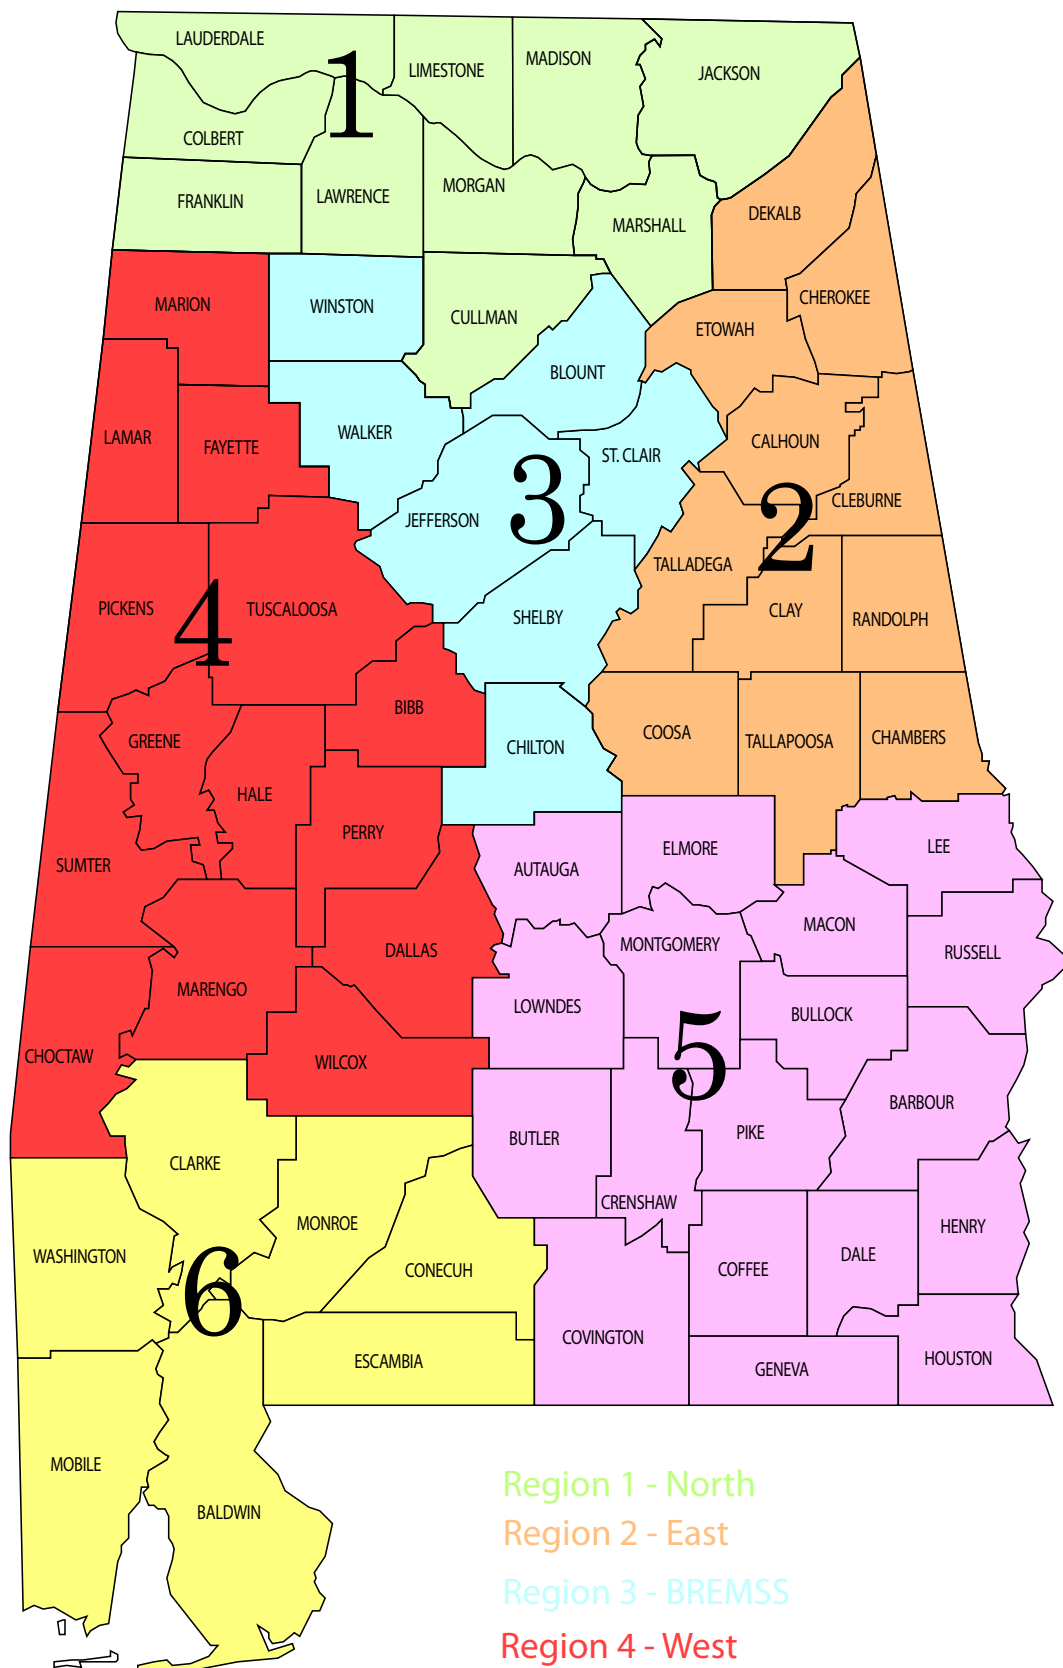 LAUDERDALE
LIMESTONE
MADISON
JACKSON
1
COLBERT
FRANKLIN
LAWRENCE
MORGAN
MARSHALL
DEKALB
CHEROKEE
MARION
WINSTON
CULLMAN
ETOWAH
BLOUNT
LAMAR
FAYETTE
WALKER
ST. CLAIR
CALHOUN
CLEBURNE
3
JEFFERSON
2
TALLADEGA
PICKENS
4
TUSCALOOSA
SHELBY
CLAY
RANDOLPH
BIBB
GREENE
CHILTON
COOSA
TALLAPOOSA
CHAMBERS
HALE
PERRY
SUMTER
AUTAUGA
ELMORE
LEE
MACON
DALLAS
MONTGOMERY
RUSSELL
MARENGO
LOWNDES
BULLOCK
CHOCTAW
WILCOX
5
BARBOUR
BUTLER
PIKE
CLARKE
CRENSHAW
MONROE
HENRY
WASHINGTON
CONECUH
COFFEE
DALE
6
COVINGTON
ESCAMBIA
GENEVA
HOUSTON
MOBILE
BALDWIN
Region 1 - North
Region 2 - East
Region 3 - BREMSS
Region 4 - West